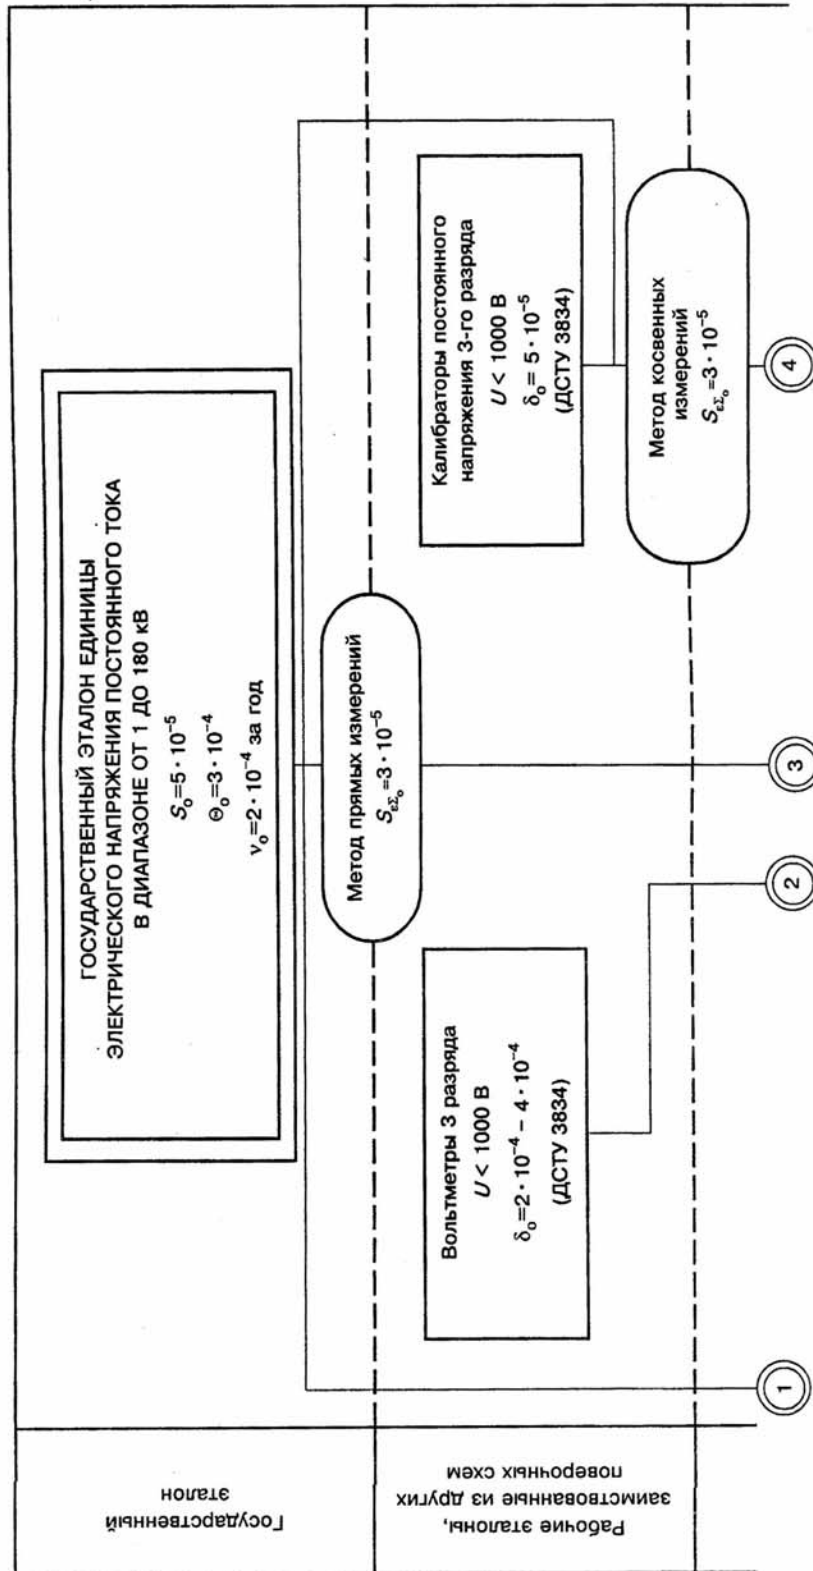 Государственный
эталон
ГОСУДАРСТВЕННЫЙ ЭТАЛОН ЕДИНИЦЫ
ЭЛЕКТРИЧЕСКОГО НАПРЯЖЕНИЯ ПОСТОЯННОГО ТОКА
В ДИАПАЗОНЕ ОТ 1 ДО 180 кВ
S₀=5·10⁻⁵
Θ₀=3·10⁻⁴
ν₀=2·10⁻⁴ за год
Метод прямых измерений
S_εΣ₀=3·10⁻⁵
Рабочие эталоны,
заимствованные из других
поверочных схем
Вольтметры 3 разряда
U < 1000 В
δ₀=2·10⁻⁴ – 4·10⁻⁴
(ДСТУ 3834)
Калибраторы постоянного
напряжения 3-го разряда
U < 1000 В
δ₀ = 5·10⁻⁵
(ДСТУ 3834)
Метод косвенных
измерений
S_εΣ₀=3·10⁻⁵
1
2
3
4